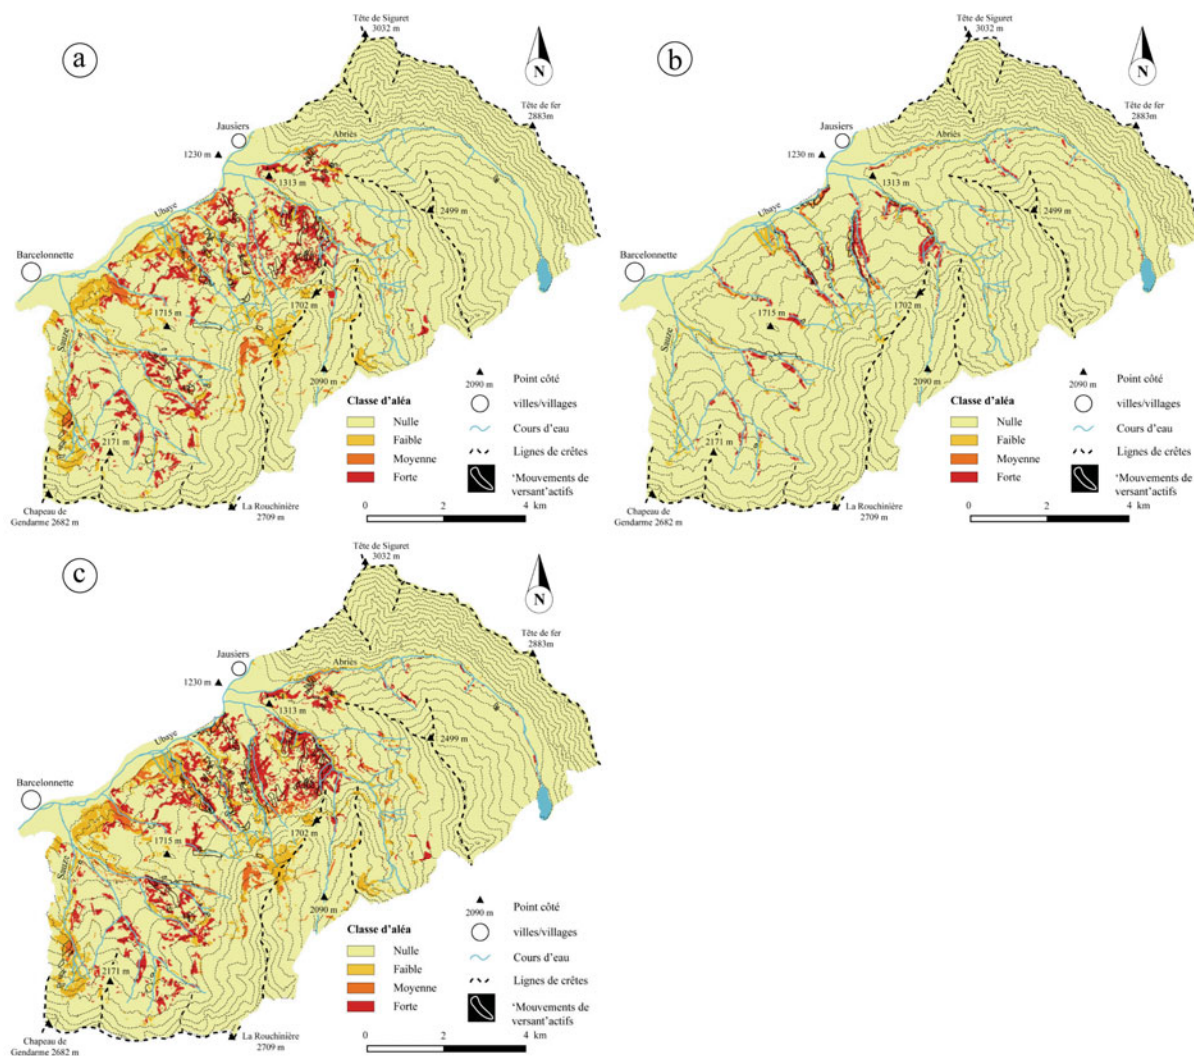 a
Tête de Siguret
3032 m
N
Tête de fer
2883m
Jausiers
Abriès
1230 m
1313 m
2499 m
Ubaye
Barcelonnette
1702 m
1715 m
Sauze
2090 m
2171 m
Chapeau de
Gendarme 2682 m
La Rouchinière
2709 m
Classe d'aléa
Nulle
Faible
Moyenne
Forte
2090 m
Point côté
villes/villages
Cours d'eau
Lignes de crêtes
'Mouvements de
versant'actifs
0 2 4 km
b
Tête de Siguret
3032 m
N
Tête de fer
2883m
Jausiers
Abriès
1230 m
1313 m
2499 m
Ubaye
Barcelonnette
1702 m
1715 m
Sauze
2090 m
2171 m
Chapeau du
Gendarme 2682 m
La Rouchinière
2709 m
Classe d'aléa
Nulle
Faible
Moyenne
Forte
2090 m
Point côté
villes/villages
Cours d'eau
Lignes de crêtes
'Mouvements de
versant'actifs
0 2 4 km
c
Tête de Siguret
3032 m
N
Tête de fer
2883m
Jausiers
Abriès
1230 m
1313 m
2499 m
Ubaye
Barcelonnette
1702 m
1715 m
Sauze
2090 m
2171 m
Chapeau de
Gendarme 2682 m
La Rouchinière
2709 m
Classe d'aléa
Nulle
Faible
Moyenne
Forte
2090 m
Point côté
villes/villages
Cours d'eau
Lignes de crêtes
'Mouvements de
versant'actifs
0 2 4 km